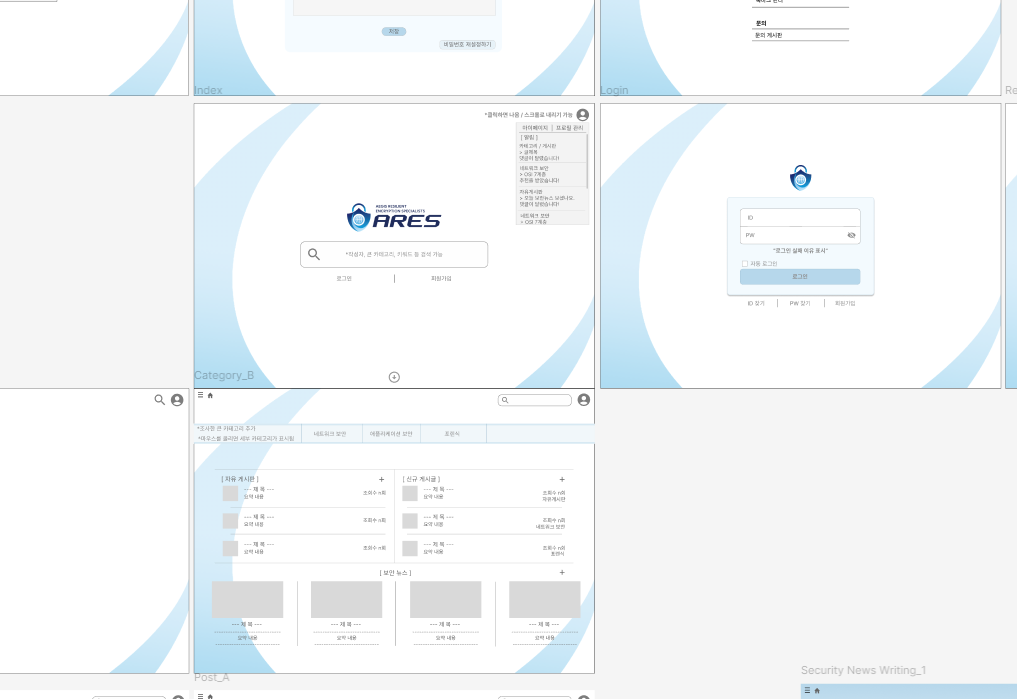 저장
비밀번호 재설정하기
문의
문의 게시판
Index
Login
Re
*클릭하면 나옴 / 스크롤로 내리기 가능
마이페이지 | 프로필 관리
[ 알림 ]
카테고리 / 게시판
> 글제목
댓글이 달렸습니다!
네트워크 보안
> OSI 7계층
추천을 받았습니다!
자유게시판
> 오늘 보안뉴스 보셨나요.
댓글이 달렸습니다!
네트워크 보안
> OSI 7계층
AEGIS RESILIENT
ENCRYPTION SPECIALISTS
ARES
*작성자, 큰 카테고리, 키워드 등 검색 가능
로그인
회원가입
ID
PW
"로그인 실패 이유 표시"
자동 로그인
로그인
ID 찾기
PW 찾기
회원가입
Category_B
*조사장 큰 카테고리 추가
*마우스를 올리면 세부 카테고리가 표시됨
네트워크 보안
애플리케이션 보안
포렌식
[ 자유 게시판 ]
+
--- 제 목 ---
요약 내용
조회수 n회
--- 제 목 ---
요약 내용
조회수 n회
--- 제 목 ---
요약 내용
조회수 n회
[ 신규 게시글 ]
+
--- 제 목 ---
요약 내용
조회수 n회
자유게시판
--- 제 목 ---
요약 내용
조회수 n회
네트워크 보안
--- 제 목 ---
요약 내용
조회수 n회
포렌식
[ 보안 뉴스 ]
+
--- 제 목 ---
요약 내용
--- 제 목 ---
요약 내용
--- 제 목 ---
요약 내용
--- 제 목 ---
요약 내용
Post_A
Security News Writing_1